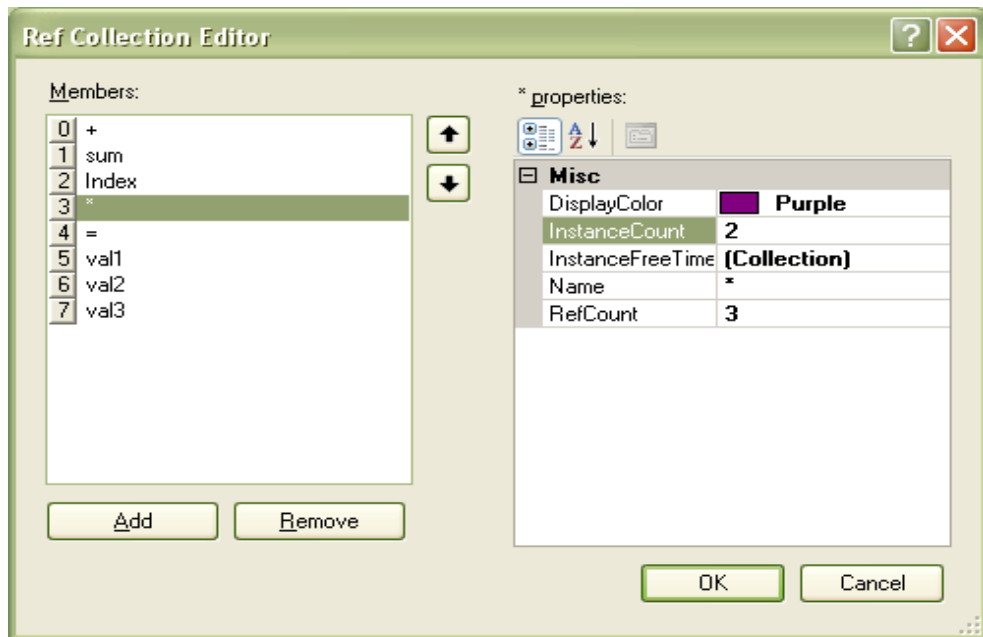 Ref Collection Editor
Members:
0 +
1 sum
2 Index
3 *
4 =
5 val1
6 val2
7 val3
Add Remove
* properties:
Misc
DisplayColor Purple
InstanceCount 2
InstanceFreeTime (Collection)
Name *
RefCount 3
OK Cancel